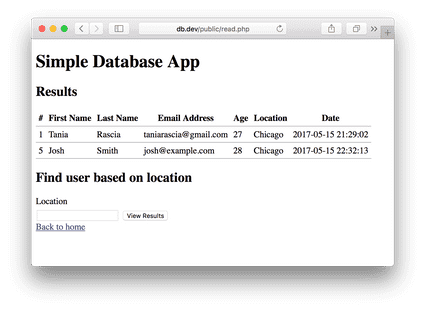 db.dev/public/read.php
Simple Database App
Results
# First Name Last Name Email Address Age Location Date
1 Tania Rascia taniarascia@gmail.com 27 Chicago 2017-05-15 21:29:02
5 Josh Smith josh@example.com 28 Chicago 2017-05-15 22:32:13
Find user based on location
Location
View Results
Back to home